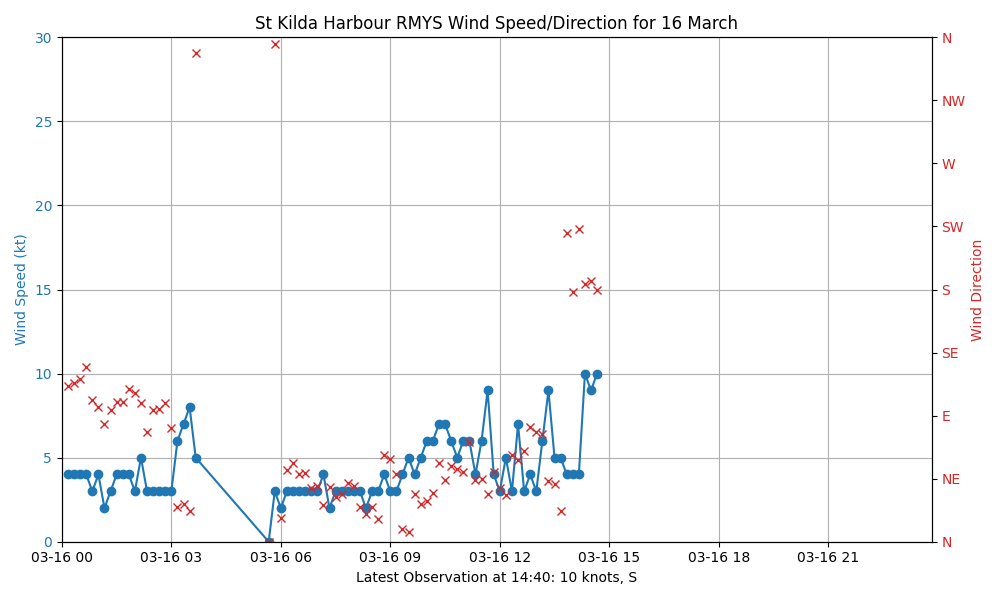 St Kilda Harbour RMYS Wind Speed/Direction for 16 March
30
25
20
15
10
5
0
Wind Speed (kt)
N
NW
W
SW
S
SE
E
NE
N
Wind Direction
03-16 00
03-16 03
03-16 06
03-16 09
03-16 12
03-16 15
03-16 18
03-16 21
Latest Observation at 14:40: 10 knots, S